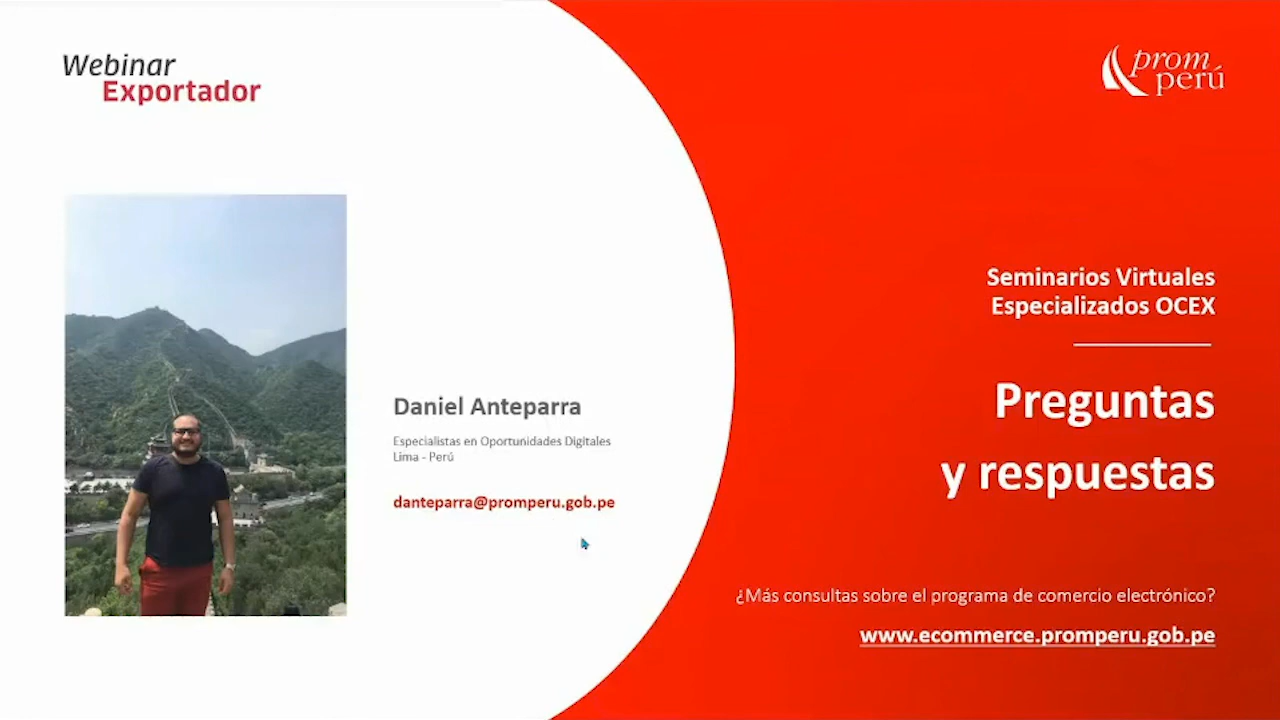 Webinar
Exportador
prom
perú
Seminarios Virtuales
Especializados OCEX
Preguntas
y respuestas
Daniel Anteparra
Especialistas en Oportunidades Digitales
Lima - Perú
danteparra@promperu.gob.pe
¿Más consultas sobre el programa de comercio electrónico?
www.ecommerce.promperu.gob.pe